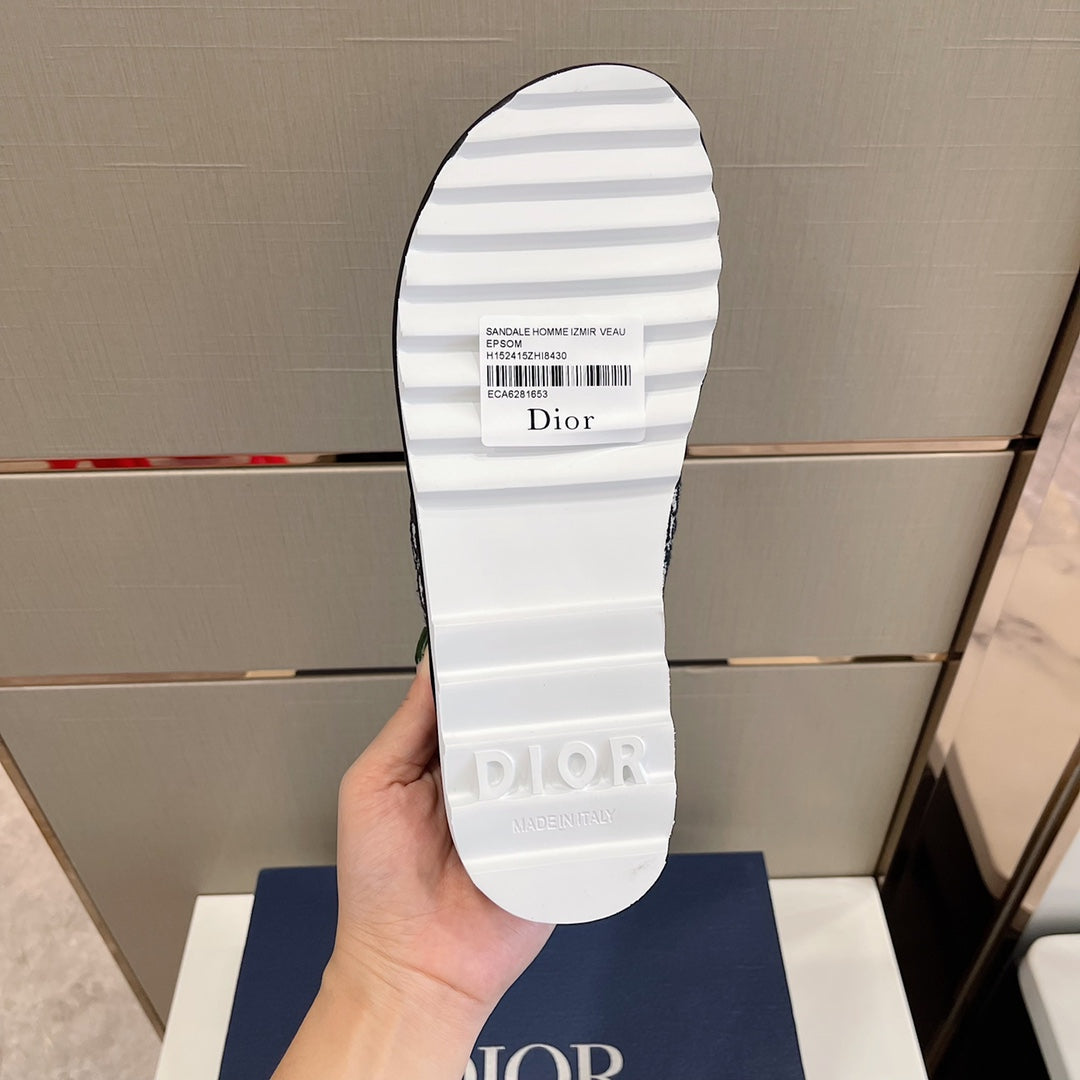 SANDALE HOMME IZMIR VEAU
EPSOM
H152415ZHI8430
ECA6281653
Dior
DIOR
MADE IN ITALY
DIOR